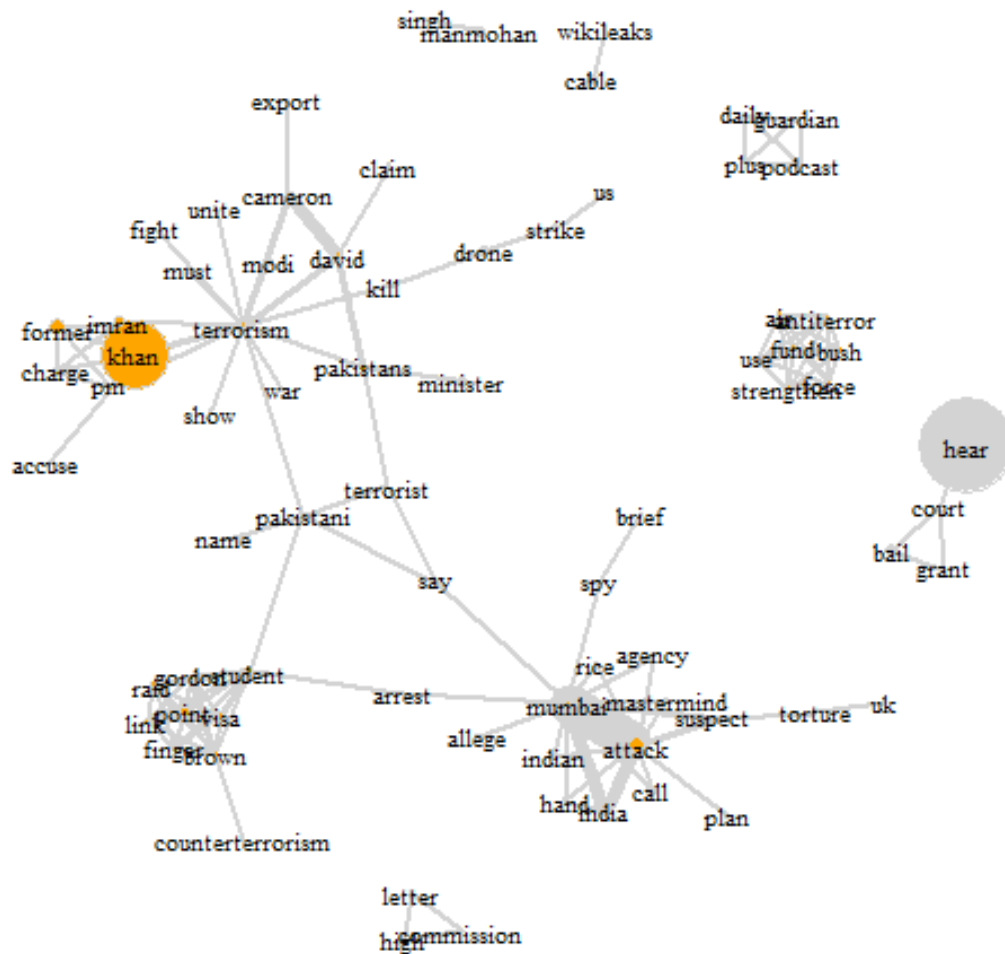 singh
manmohan
wikileaks
cable
export
daily
guardian
plus
podcast
claim
cameron
unite
us
fight
strike
modi
david
drone
must
kill
former
imran
terrorism
air
antiterror
khan
fund
bush
use
charge
pm
pakistans
minister
war
strengthen
force
show
hear
accuse
terrorist
court
pakistani
brief
name
bail
grant
say
spy
gordon
student
rice
agency
raid
arrest
mumbai
mastermind
point
visa
link
suspect
torture
uk
allege
finger
brown
indian
attack
hand
india
call
plan
counterterrorism
letter
high
commission